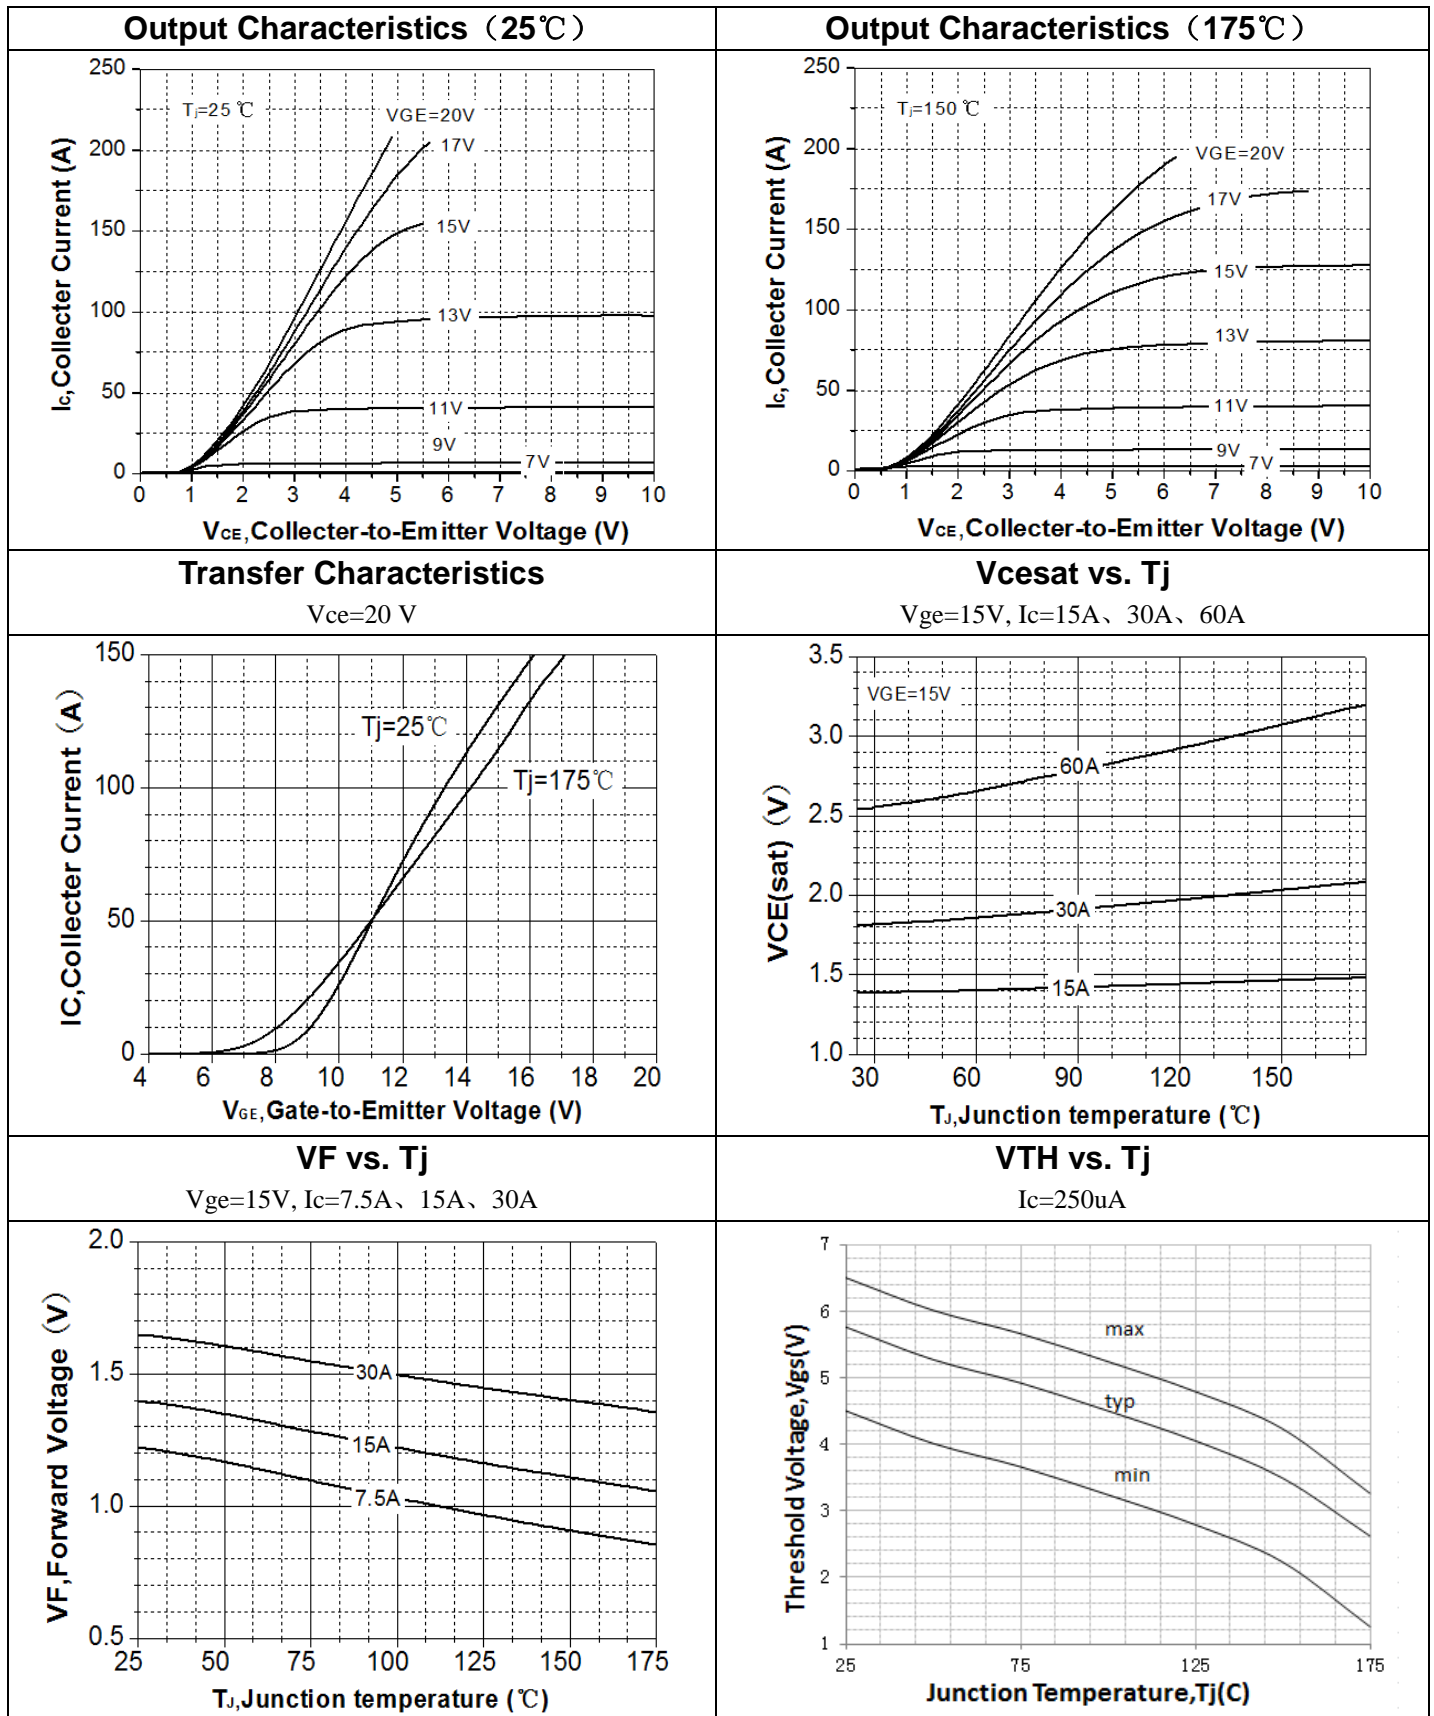 Output Characteristics（25℃）
250
200
150
100
50
0
Ic,Collecter Current (A)
Tj=25 ℃
VGE=20V
17V
15V
13V
11V
9V
7V
0 1 2 3 4 5 6 7 8 9 10
VCE,Collecter-to-Emitter Voltage (V)
Output Characteristics（175℃）
250
200
150
100
50
0
Ic,Collecter Current (A)
Tj=150 ℃
VGE=20V
17V
15V
13V
11V
9V
7V
0 1 2 3 4 5 6 7 8 9 10
VCE,Collecter-to-Emitter Voltage (V)
Transfer Characteristics
Vce=20 V
150
100
50
0
IC,Collecter Current（A）
Tj=25℃
Tj=175℃
4 6 8 10 12 14 16 18 20
VGE,Gate-to-Emitter Voltage (V)
Vcesat vs. Tj
Vge=15V, Ic=15A、30A、60A
3.5
3.0
2.5
2.0
1.5
1.0
VCE(sat)（V）
VGE=15V
60A
30A
15A
30 60 90 120 150
TJ,Junction temperature (℃)
VF vs. Tj
Vge=15V, Ic=7.5A、15A、30A
2.0
1.5
1.0
0.5
VF,Forward Voltage（V）
30A
15A
7.5A
25 50 75 100 125 150 175
TJ,Junction temperature (℃)
VTH vs. Tj
Ic=250uA
7
6
5
4
3
2
1
Threshold Voltage,Vgs(V)
max
typ
min
25 75 125 175
Junction Temperature,Tj(C)